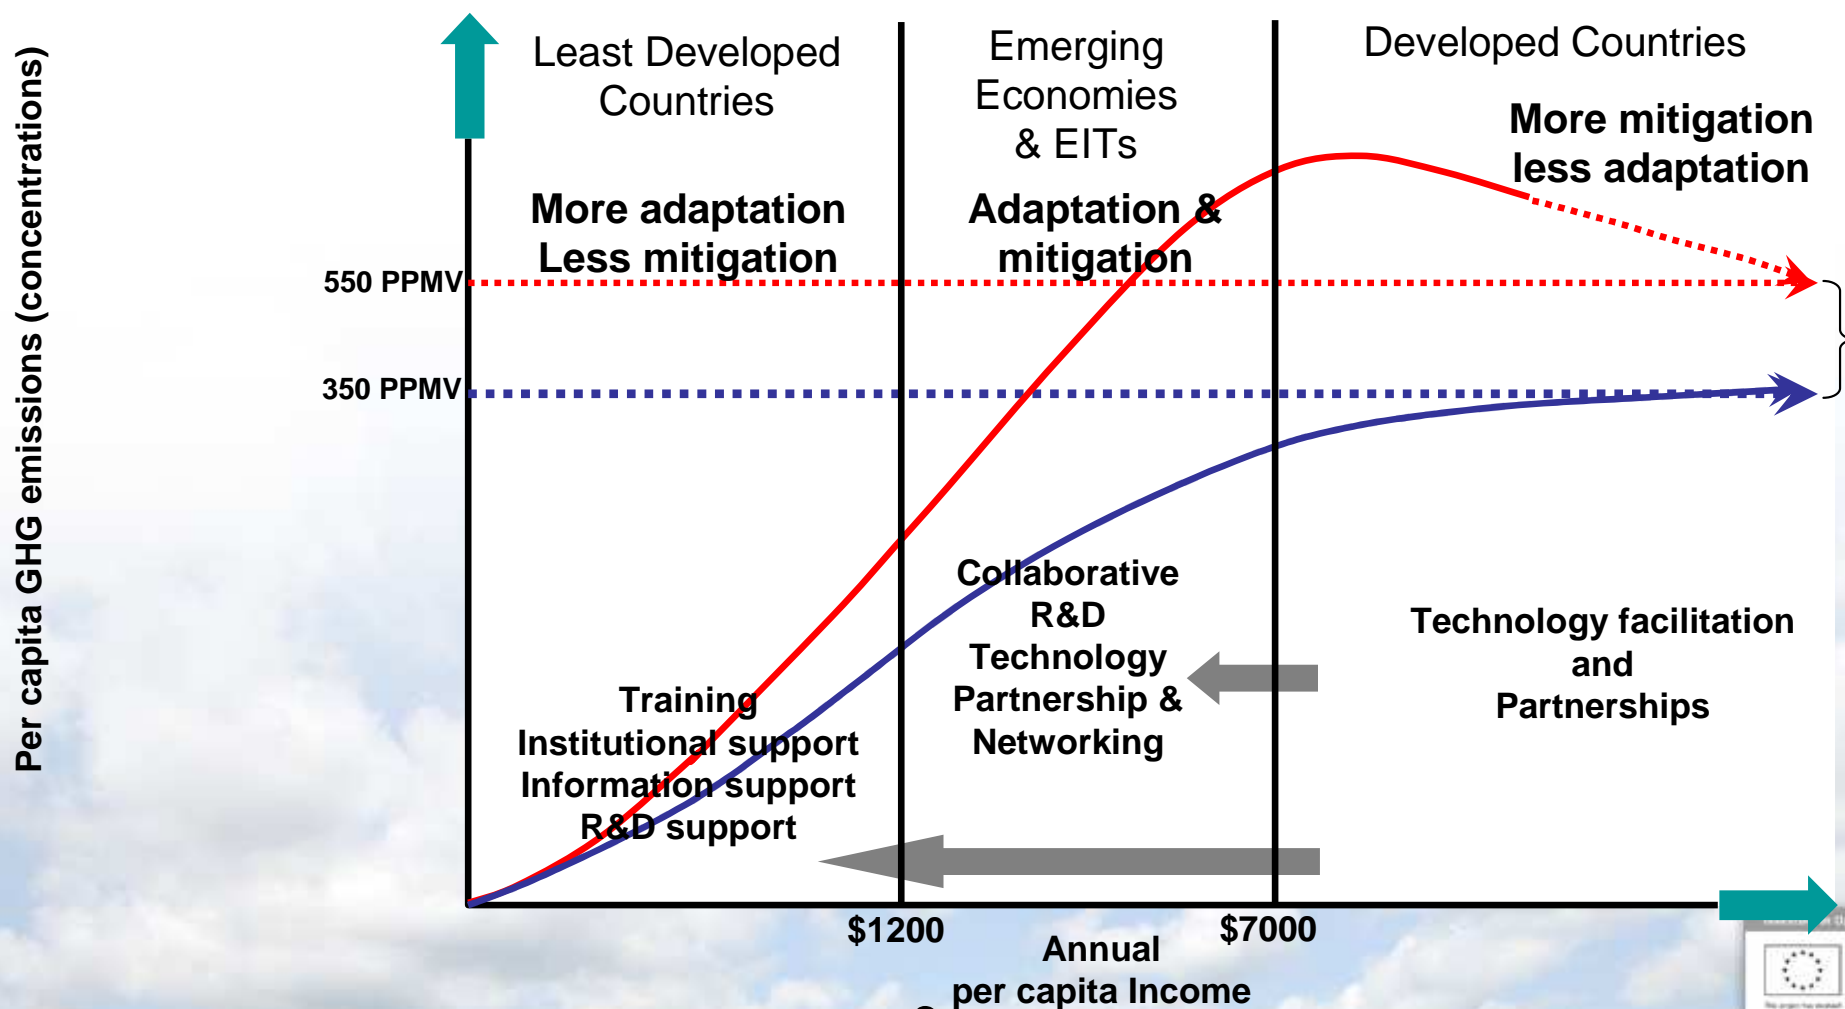 Per capita GHG emissions (concentrations)
Least Developed
Countries
Emerging
Economies
& EITs
Developed Countries
More mitigation
less adaptation
More adaptation
Less mitigation
Adaptation &
mitigation
550 PPMV
350 PPMV
Collaborative
R&D
Technology
Partnership &
Networking
Technology facilitation
and
Partnerships
Training
Institutional support
Information support
R&D support
$1200
$7000
Annual
per capita Income